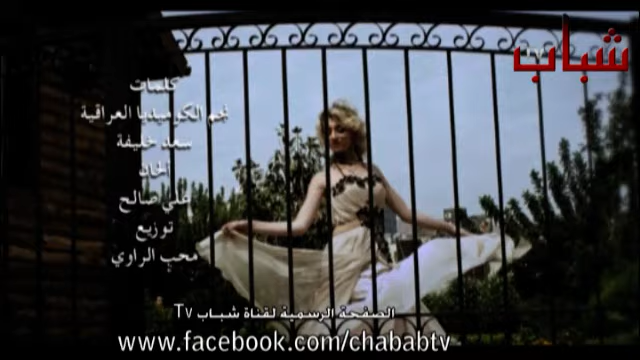 شباب
كلمات
نجم الكوميديا العراقية
سعد خليفة
الحان
علي صالح
توزيع
محب الراوي
الصفحة الرسمية لقناة شباب Tv
www.facebook.com/chababtv